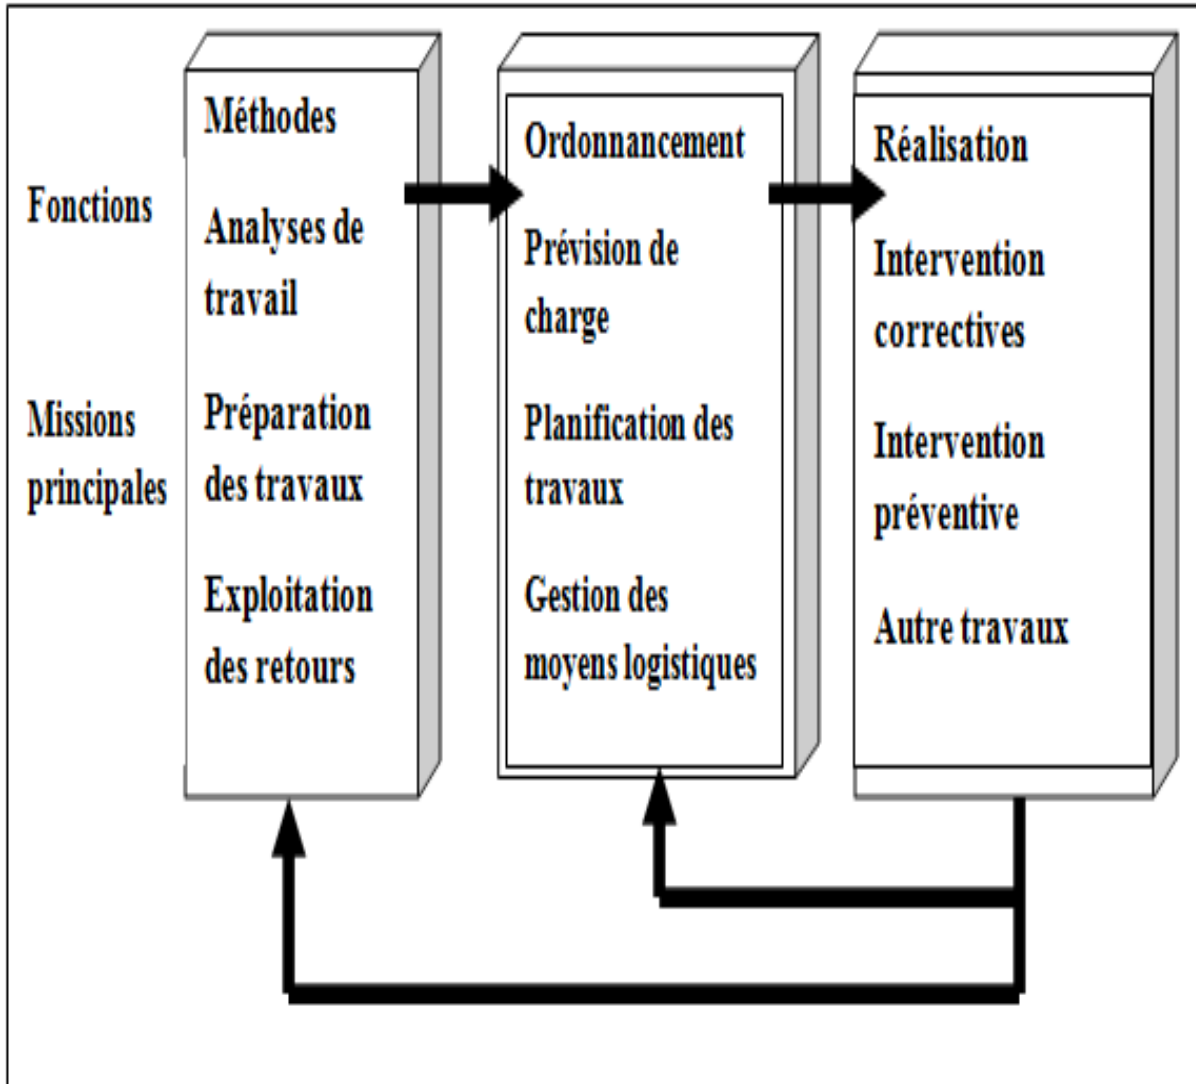 Fonctions
Missions
principales
Méthodes
Analyses de
travail
Préparation
des travaux
Exploitation
des retours
Ordonnancement
Prévision de
charge
Planification des
travaux
Gestion des
moyens logistiques
Réalisation
Intervention
correctives
Intervention
préventive
Autre travaux